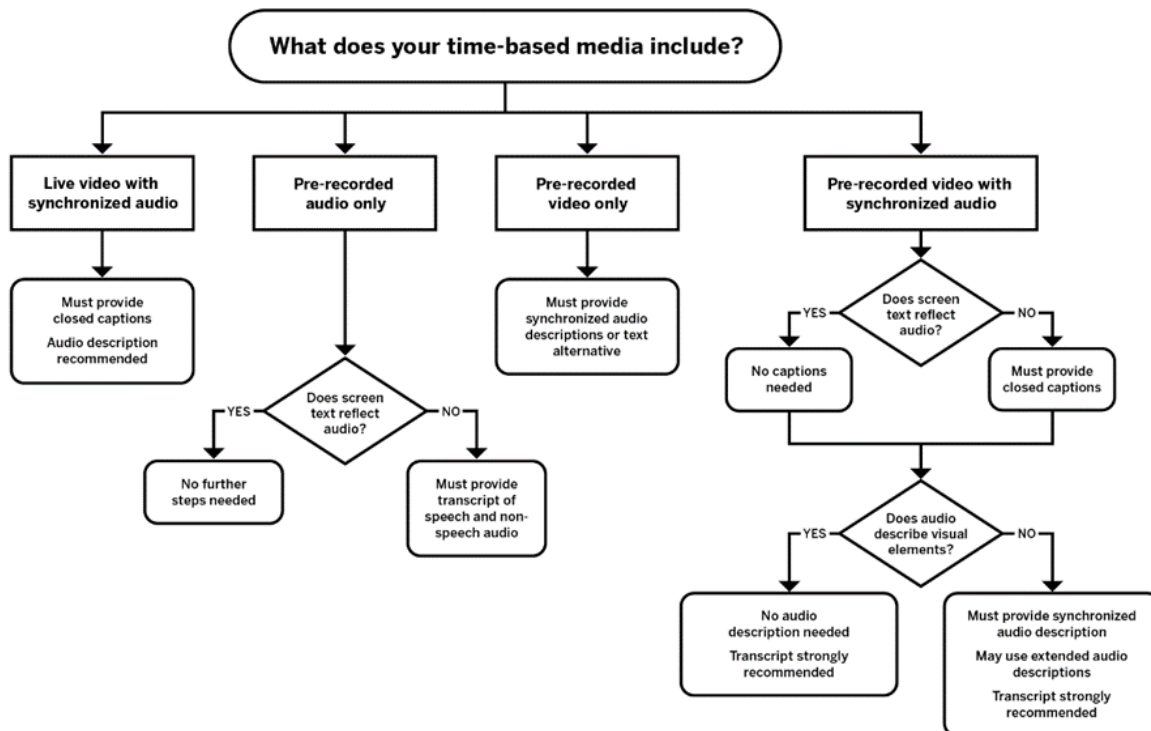 What does your time-based media include?
Live video with
synchronized audio
Pre-recorded
audio only
Pre-recorded
video only
Pre-recorded video with
synchronized audio
Must provide
closed captions
Audio description
recommended
Must provide
synchronized audio
descriptions or text
alternative
Does screen
text reflect
audio?
YES
NO
No captions
needed
Must provide
closed captions
Does screen
text reflect
audio?
YES
NO
No further
steps needed
Must provide
transcript of
speech and non-
speech audio
Does audio
describe visual
elements?
YES
NO
No audio
description needed
Transcript strongly
recommended
Must provide synchronized
audio description
May use extended audio
descriptions
Transcript strongly
recommended